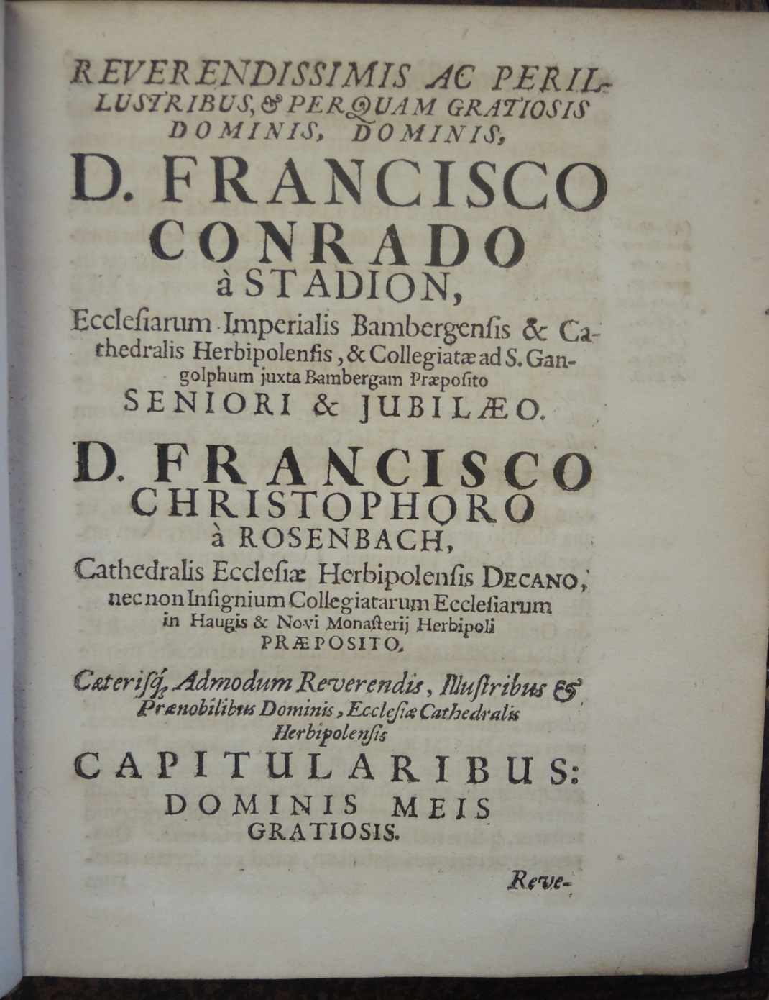 REVERENDISSIMIS AC PERIL-
LUSTRIBUS, & PERQUAM GRATIOSIS
DOMINIS, DOMINIS,
D. FRANCISCO
CONRADO
à STADION,
Eccleſiarum Imperialis Bambergenſis & Ca-
thedralis Herbipolenſis, & Collegiatæ ad S. Gan-
golphum juxta Bambergam Præpoſito
SENIORI & JUBILÆO.
D. FRANCISCO
CHRISTOPHORO
à ROSENBACH,
Cathedralis Eccleſiæ Herbipolenſis DECANO,
nec non Inſignium Collegiatarum Eccleſiarum
in Haugis & Novi Monaſterij Herbipoli
PRÆPOSITO.
Cæteriſq́; Admodum Reverendis, Illuſtribus &
Prænobilibus Dominis, Eccleſiæ Cathedralis
Herbipolenſis
CAPITULARIBUS:
DOMINIS MEIS
GRATIOSIS.
Reve-